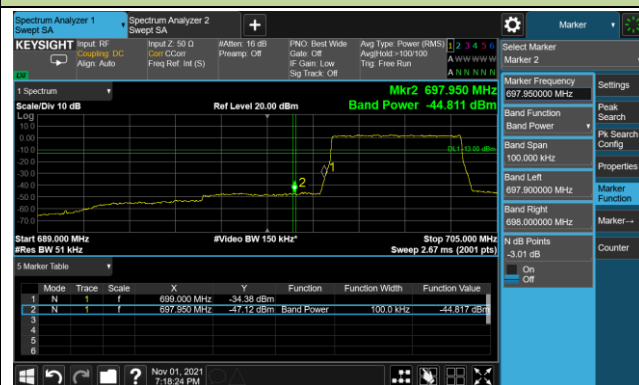 Spectrum Analyzer 1
Swept SA
Spectrum Analyzer 2
Swept SA
+
Marker
KEYSIGHT
Input: RF
Coupling: DC
Align: Auto
Input Z: 50 Ω
Corr CCorr
Freq Ref: Int (S)
#Atten: 16 dB
Preamp: Off
PNO: Best Wide
Gate: Off
IF Gain: Low
Sig Track: Off
Avg Type: Power (RMS)
Avg|Hold:>100/100
Trig: Free Run
1 2 3 4 5 6
A W W W W W
A N N N N N
1 Spectrum
Scale/Div 10 dB
Ref Level 20.00 dBm
Mkr2 697.950 MHz
Band Power -44.811 dBm
Log
10.0
0.00
-10.0
-20.0
-30.0
-40.0
-50.0
-60.0
-70.0
DL1 -13.00 dBm
2
Start 689.000 MHz
#Res BW 51 kHz
#Video BW 150 kHz*
Stop 705.000 MHz
Sweep 2.67 ms (2001 pts)
5 Marker Table
Mode Trace Scale X Y Function Function Width Function Value
1 N 1 f 699.000 MHz -34.38 dBm
2 N 1 f 697.950 MHz -47.12 dBm Band Power 100.0 kHz -44.817 dBm
3
4
5
6
Nov 01, 2021
7:18:24 PM
Select Marker
Marker 2
Marker Frequency
697.950000 MHz
Band Function
Band Power
Band Span
100.000 kHz
Band Left
697.900000 MHz
Band Right
698.000000 MHz
N dB Points
-3.01 dB
On
Off
Settings
Peak
Search
Pk Search
Config
Properties
Marker
Function
Marker→
Counter